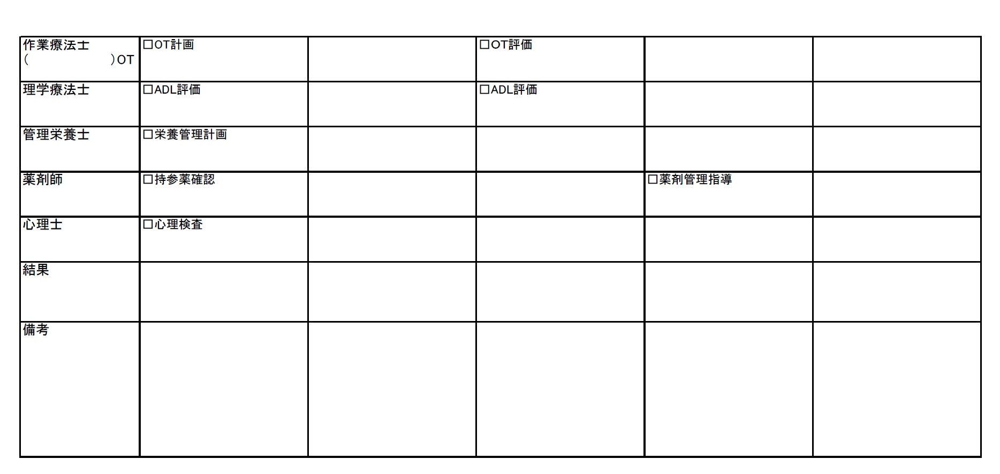 作業療法士 □OT計画 □OT評価
(　　　　　　)OT
理学療法士 □ADL評価 □ADL評価
管理栄養士 □栄養管理計画
薬剤師 □持参薬確認 □薬剤管理指導
心理士 □心理検査
結果
備考